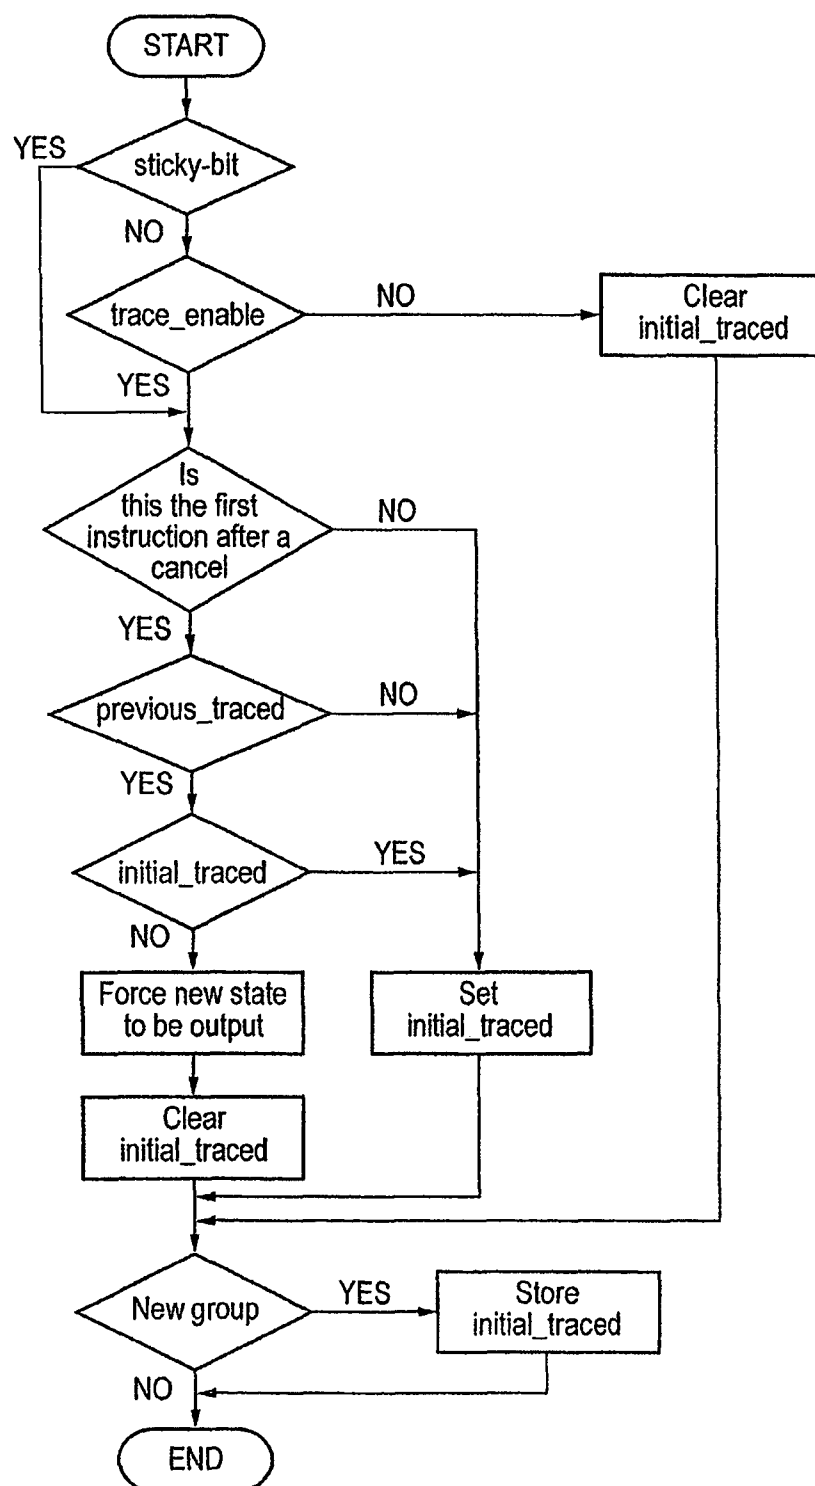 START
YES
sticky-bit
NO
trace_enable
NO
Clear
initial_traced
YES
Is
this the first
instruction after a
cancel
NO
YES
previous_traced
NO
YES
initial_traced
YES
NO
Force new state
to be output
Set
initial_traced
Clear
initial_traced
New group
YES
Store
initial_traced
NO
END